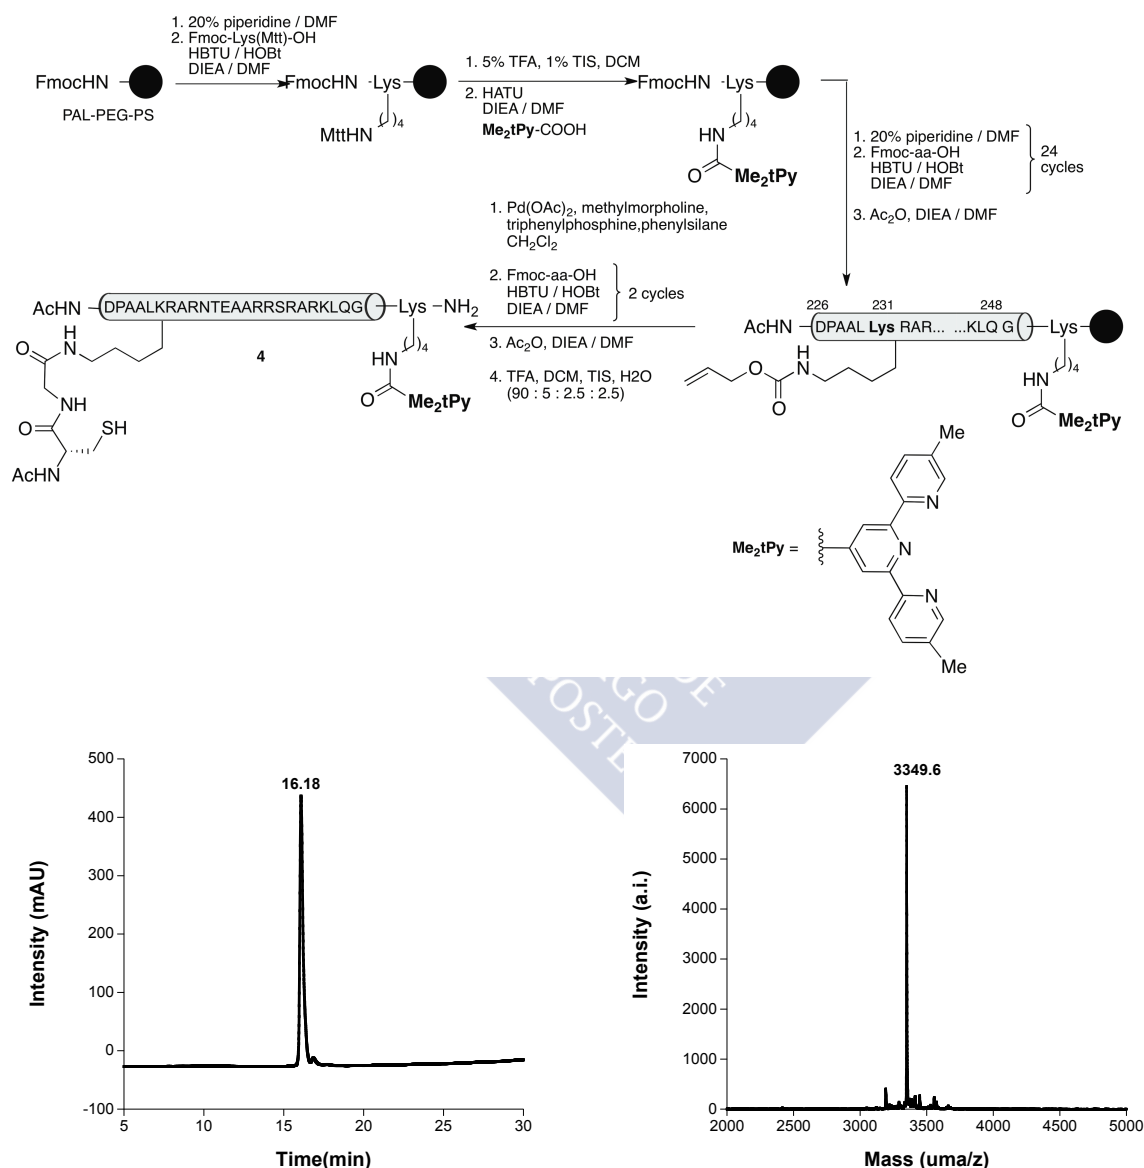 1. 20% piperidine / DMF
2. Fmoc-Lys(Mtt)-OH
HBTU / HOBt
DIEA / DMF
FmocHN
PAL-PEG-PS
FmocHN -Lys
( )4
MttHN
1. 5% TFA, 1% TIS, DCM
2. HATU
DIEA / DMF
Me2tPy-COOH
FmocHN -Lys
( )4
HN
O
Me2tPy
1. 20% piperidine / DMF
2. Fmoc-aa-OH
HBTU / HOBt
DIEA / DMF
24
cycles
3. Ac2O, DIEA / DMF
1. Pd(OAc)2, methylmorpholine,
triphenylphosphine,phenylsilane
CH2Cl2
2. Fmoc-aa-OH
HBTU / HOBt
DIEA / DMF
2 cycles
3. Ac2O, DIEA / DMF
4. TFA, DCM, TIS, H2O
(90 : 5 : 2.5 : 2.5)
AcHN DPAALKRARNTEAARRSRARKLQG Lys NH2
H
N
O
NH
O
SH
AcHN
4
( )4
HN
O
Me2tPy
226 231 248
AcHN DPAAL Lys RAR... ...KLQ G Lys
H
N
O
O
( )4
HN
O
Me2tPy
Me2tPy =
Me
N
N
N
Me
DE
NGO
POSTE
500
400
300
200
100
0
-100
5 10 15 20 25 30
16.18
Intensity (mAU)
Time(min)
7000
6000
5000
4000
3000
2000
1000
0
2000 2500 3000 3500 4000 4500 5000
3349.6
Intensity (a.i.)
Mass (uma/z)